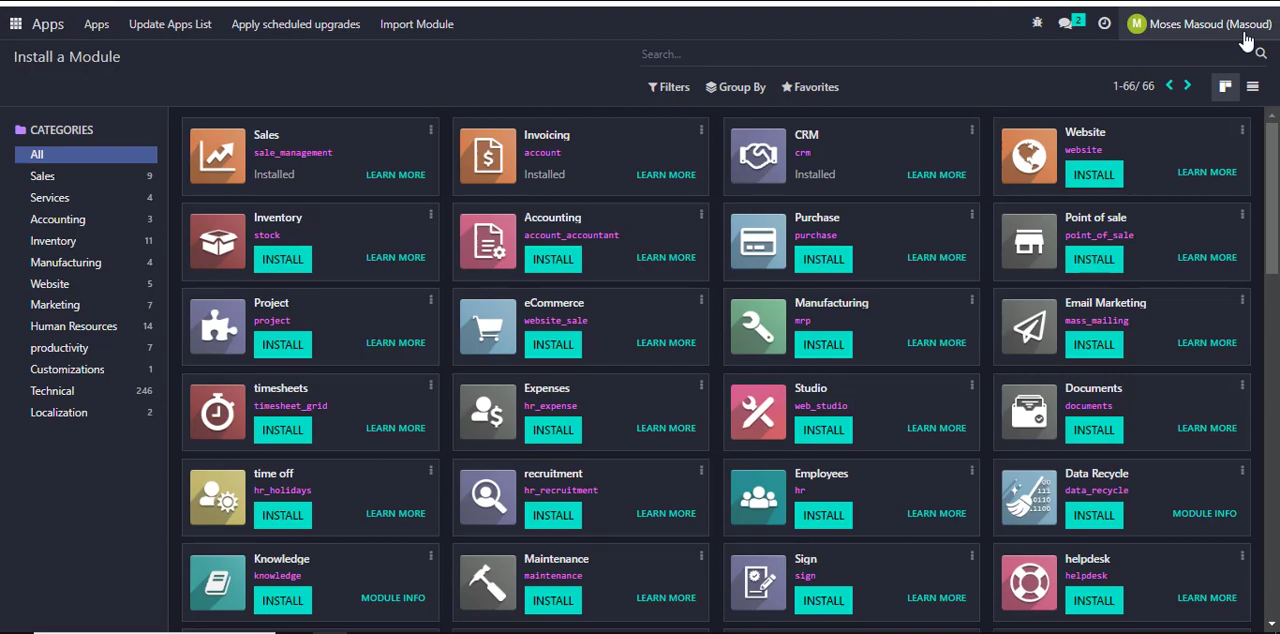 Apps Apps Update Apps List Apply scheduled upgrades Import Module 2 M Moses Masoud (Masoud)
Install a Module Search...
Filters Group By Favorites 1-66/ 66
CATEGORIES
All
Sales 9
Services 4
Accounting 3
Inventory 11
Manufacturing 4
Website 5
Marketing 7
Human Resources 14
productivity 7
Customizations 1
Technical 246
Localization 2
Sales
sale_management
Installed LEARN MORE
Invoicing
account
Installed LEARN MORE
CRM
crm
Installed LEARN MORE
Website
website
INSTALL LEARN MORE
Inventory
stock
INSTALL LEARN MORE
Accounting
account_accountant
INSTALL LEARN MORE
Purchase
purchase
INSTALL LEARN MORE
Point of sale
point_of_sale
INSTALL LEARN MORE
Project
project
INSTALL LEARN MORE
eCommerce
website_sale
INSTALL LEARN MORE
Manufacturing
mrp
INSTALL LEARN MORE
Email Marketing
mass_mailing
INSTALL LEARN MORE
timesheets
timesheet_grid
INSTALL LEARN MORE
Expenses
hr_expense
INSTALL LEARN MORE
Studio
web_studio
INSTALL LEARN MORE
Documents
documents
INSTALL LEARN MORE
time off
hr_holidays
INSTALL LEARN MORE
recruitment
hr_recruitment
INSTALL LEARN MORE
Employees
hr
INSTALL LEARN MORE
Data Recycle
data_recycle
INSTALL MODULE INFO
Knowledge
knowledge
INSTALL MODULE INFO
Maintenance
maintenance
INSTALL LEARN MORE
Sign
sign
INSTALL LEARN MORE
helpdesk
helpdesk
INSTALL LEARN MORE